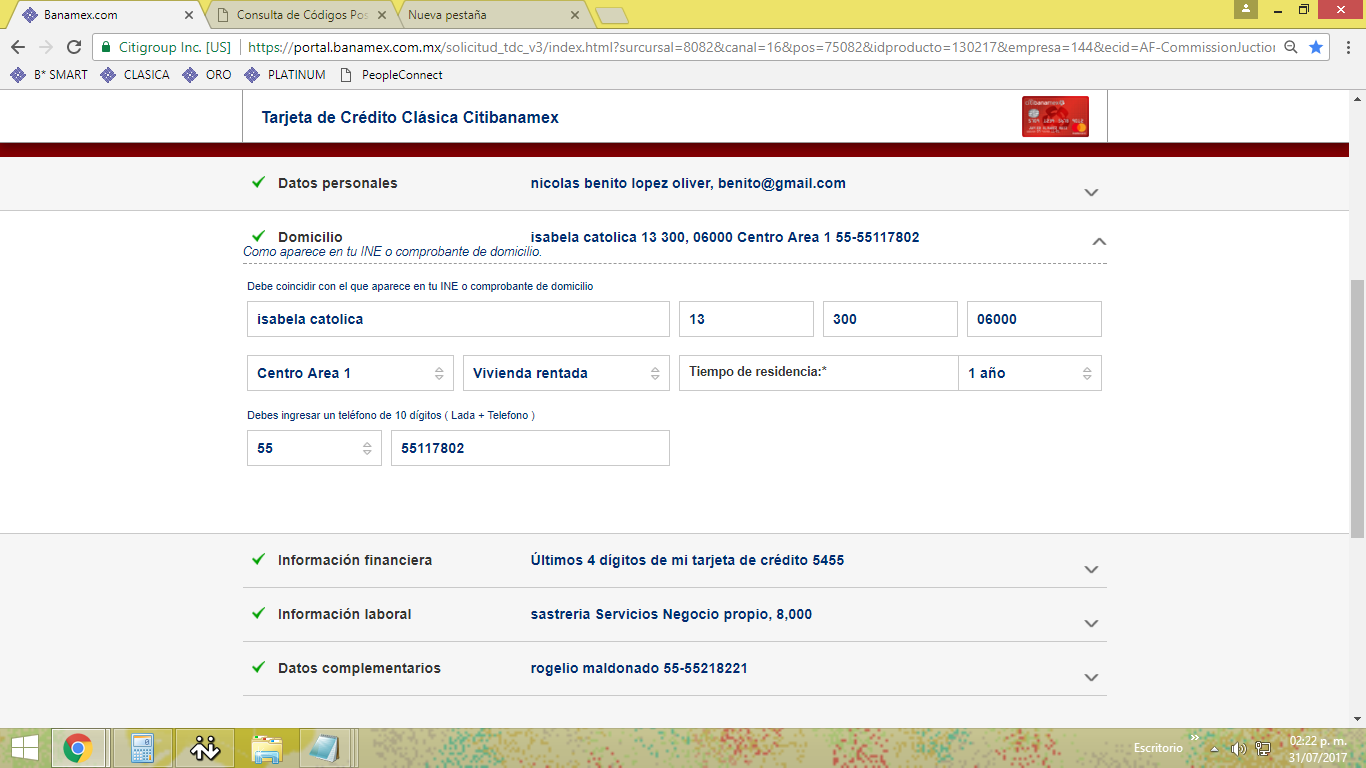 Banamex.com
Consulta de Códigos Pos
Nueva pestaña
Citigroup Inc. [US] https://portal.banamex.com.mx/solicitud_tdc_v3/index.html?surcursal=8082&canal=16&pos=75082&idproducto=130217&empresa=144&ecid=AF-CommissionJuctior
B* SMART CLASICA ORO PLATINUM PeopleConnect
Tarjeta de Crédito Clásica Citibanamex
citibanamex
Datos personales nicolas benito lopez oliver, benito@gmail.com
Domicilio isabela catolica 13 300, 06000 Centro Area 1 55-55117802
Como aparece en tu INE o comprobante de domicilio.
Debe coincidir con el que aparece en tu INE o comprobante de domicilio
isabela catolica 13 300 06000
Centro Area 1 Vivienda rentada Tiempo de residencia:* 1 año
Debes ingresar un teléfono de 10 dígitos ( Lada + Telefono )
55 55117802
Información financiera Últimos 4 dígitos de mi tarjeta de crédito 5455
Información laboral sastreria Servicios Negocio propio, 8,000
Datos complementarios rogelio maldonado 55-55218221
Escritorio
02:22 p. m.
31/07/2017